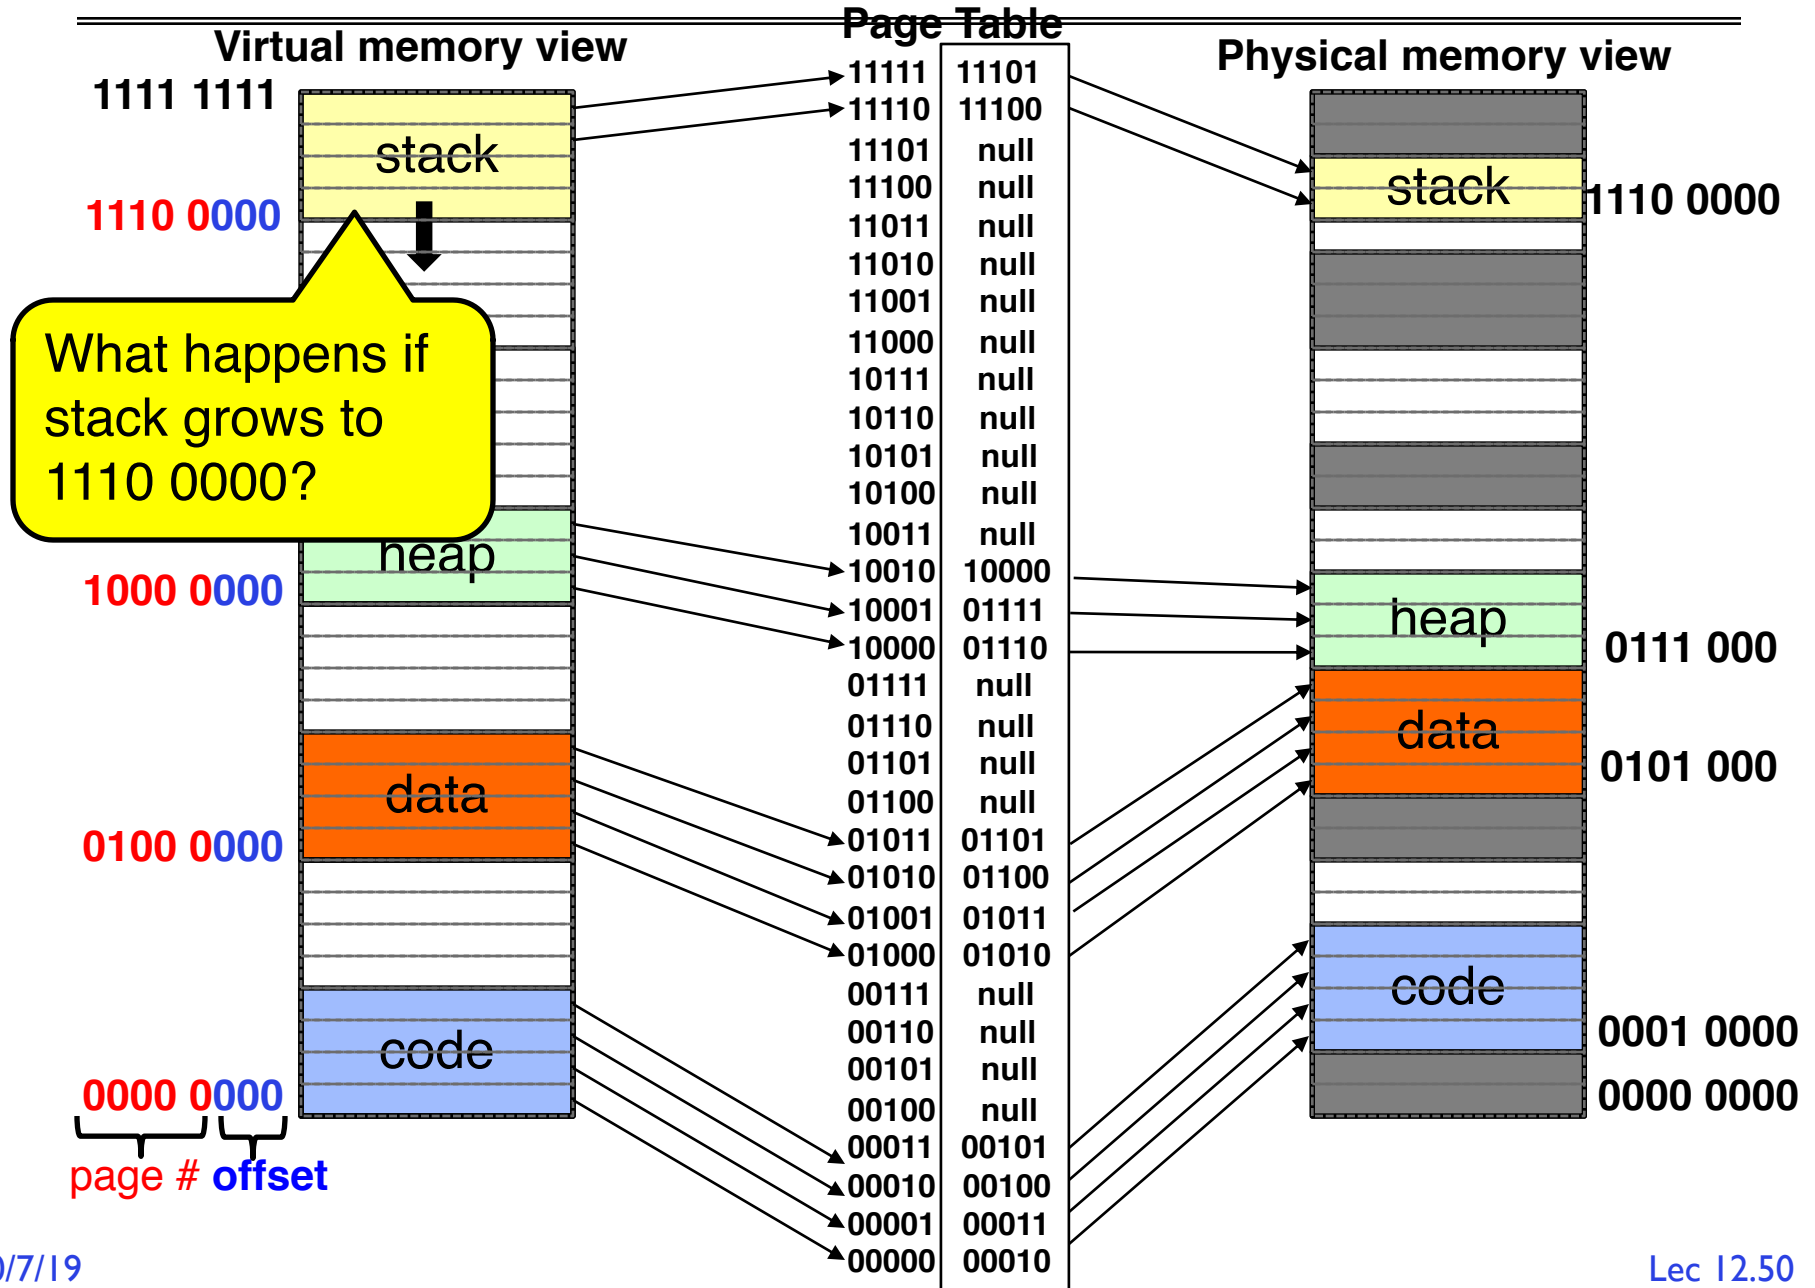 Page Table
Virtual memory view
Physical memory view
1111 1111
stack
1110 0000
What happens if
stack grows to
1110 0000?
heap
1000 0000
data
0100 0000
code
0000 0000
page # offset
11111 11101
11110 11100
11101 null
11100 null
11011 null
11010 null
11001 null
11000 null
10111 null
10110 null
10101 null
10100 null
10011 null
10010 10000
10001 01111
10000 01110
01111 null
01110 null
01101 null
01100 null
01011 01101
01010 01100
01001 01011
01000 01010
00111 null
00110 null
00101 null
00100 null
00011 00101
00010 00100
00001 00011
00000 00010
stack
1110 0000
heap
0111 000
data
0101 000
code
0001 0000
0000 0000
/7/19
Lec 12.50